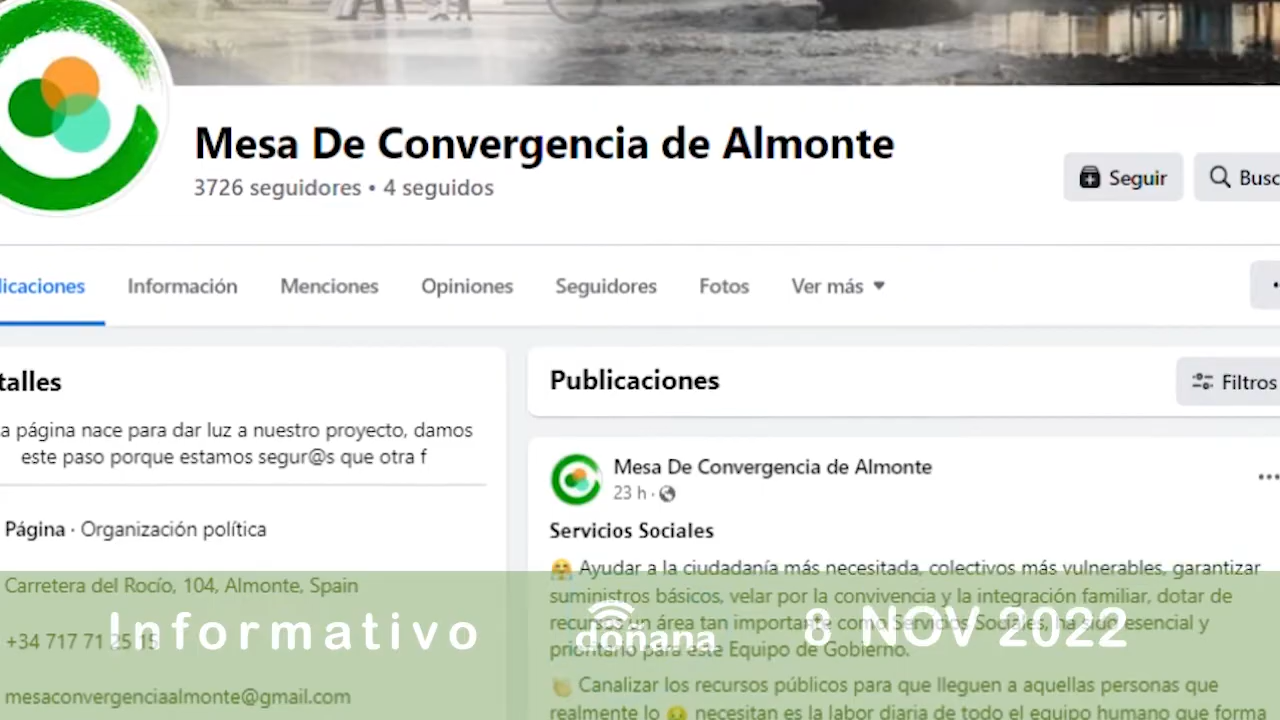 Mesa De Convergencia de Almonte
3726 seguidores • 4 seguidos
Seguir
Busc
licaciones
Información
Menciones
Opiniones
Seguidores
Fotos
Ver más
talles
a página nace para dar luz a nuestro proyecto, damos
este paso porque estamos segur@s que otra f
Página · Organización política
Carretera del Rocío, 104, Almonte, Spain
+34 717 71 25 15
mesaconvergenciaalmonte@gmail.com
Publicaciones
Filtros
Mesa De Convergencia de Almonte
23 h ·
Servicios Sociales
Ayudar a la ciudadanía más necesitada, colectivos más vulnerables, garantizar
suministros básicos, velar por la convivencia y la integración familiar, dotar de
recursos un área tan importante como Servicios Sociales, ha sido esencial y
prioritario para este Equipo de Gobierno.
Canalizar los recursos públicos para que lleguen a aquellas personas que
realmente lo necesitan es la labor diaria de todo el equipo humano que forma
Informativo
doñana
8 NOV 2022